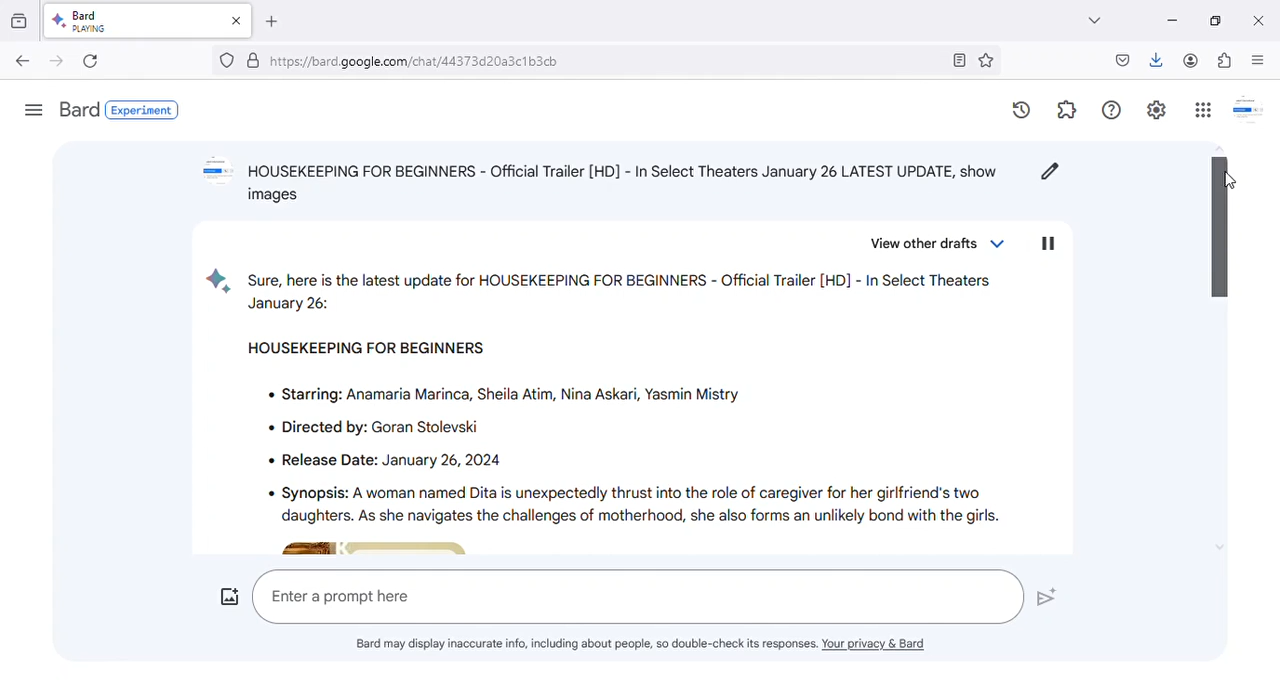 Bard
PLAYING
https://bard.google.com/chat/44373d20a3c1b3cb
Bard Experiment
HOUSEKEEPING FOR BEGINNERS - Official Trailer [HD] - In Select Theaters January 26 LATEST UPDATE, show
images
View other drafts
Sure, here is the latest update for HOUSEKEEPING FOR BEGINNERS - Official Trailer [HD] - In Select Theaters
January 26:
HOUSEKEEPING FOR BEGINNERS
• Starring: Anamaria Marinca, Sheila Atim, Nina Askari, Yasmin Mistry
• Directed by: Goran Stolevski
• Release Date: January 26, 2024
• Synopsis: A woman named Dita is unexpectedly thrust into the role of caregiver for her girlfriend's two
daughters. As she navigates the challenges of motherhood, she also forms an unlikely bond with the girls.
Enter a prompt here
Bard may display inaccurate info, including about people, so double-check its responses. Your privacy & Bard